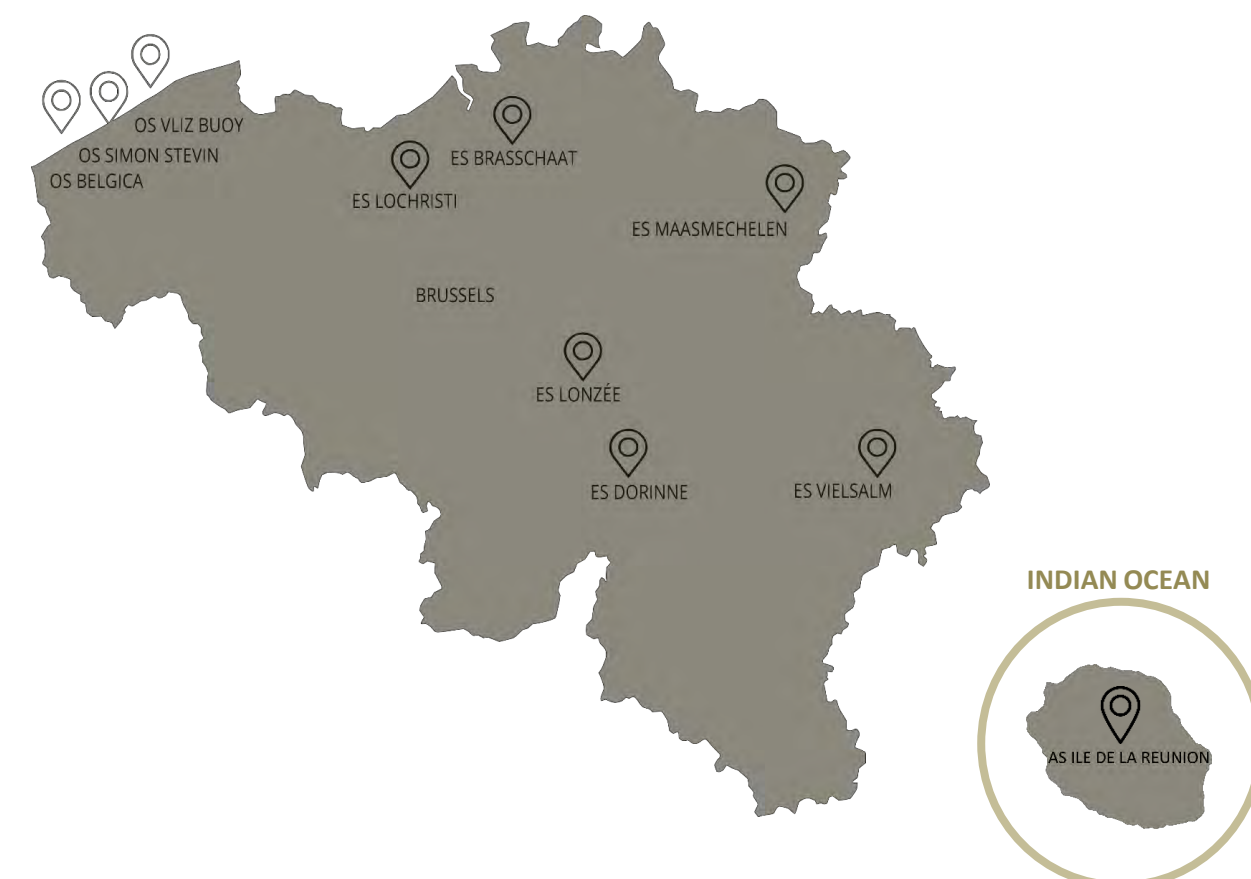 OS VLIZ BUOY
OS SIMON STEVIN
OS BELGICA
ES BRASSCHAAT
ES LOCHRISTI
ES MAASMECHELEN
BRUSSELS
ES LONZÉE
ES DORINNE
ES VIELSALM
INDIAN OCEAN
AS ILE DE LA REUNION